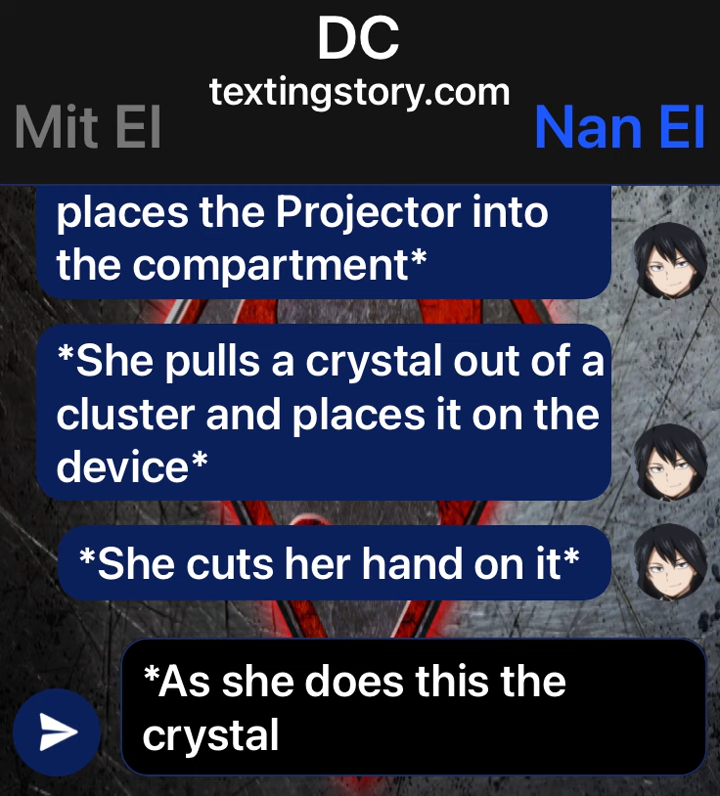 DC
textingstory.com
Mit El
Nan El
places the Projector into
the compartment*
*She pulls a crystal out of a
cluster and places it on the
device*
*She cuts her hand on it*
*As she does this the
crystal